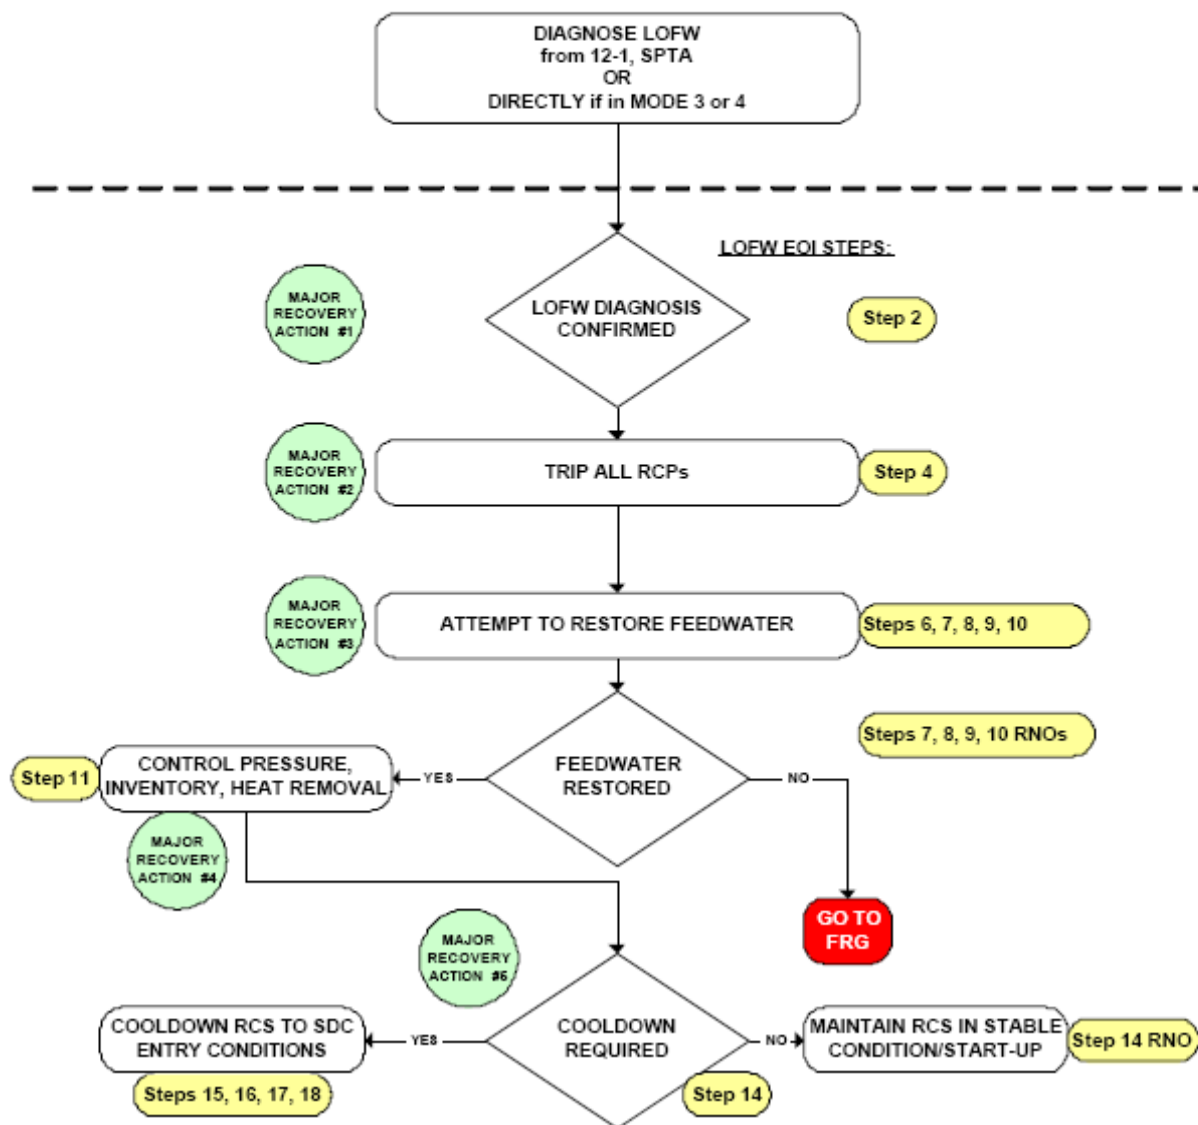 DIAGNOSE LOFW
from 12-1, SPTA
OR
DIRECTLY if in MODE 3 or 4
LOFW EOI STEPS:
MAJOR
RECOVERY
ACTION #1
LOFW DIAGNOSIS
CONFIRMED
Step 2
MAJOR
RECOVERY
ACTION #2
TRIP ALL RCPs
Step 4
MAJOR
RECOVERY
ACTION #3
ATTEMPT TO RESTORE FEEDWATER
Steps 6, 7, 8, 9, 10
Steps 7, 8, 9, 10 RNOs
Step 11
CONTROL PRESSURE,
INVENTORY, HEAT REMOVAL
YES
FEEDWATER
RESTORED
NO
MAJOR
RECOVERY
ACTION #4
GO TO
FRG
MAJOR
RECOVERY
ACTION #5
COOLDOWN RCS TO SDC
ENTRY CONDITIONS
YES
COOLDOWN
REQUIRED
NO
MAINTAIN RCS IN STABLE
CONDITION/START-UP
Step 14 RNO
Steps 15, 16, 17, 18
Step 14